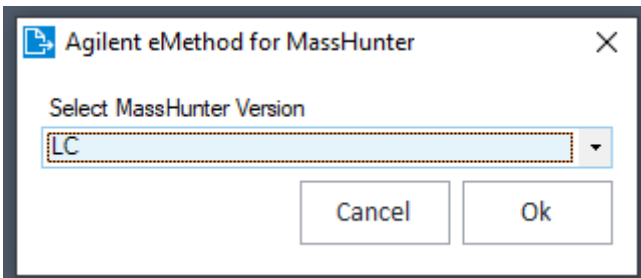 Agilent eMethod for MassHunter
Select MassHunter Version
LC
Cancel Ok